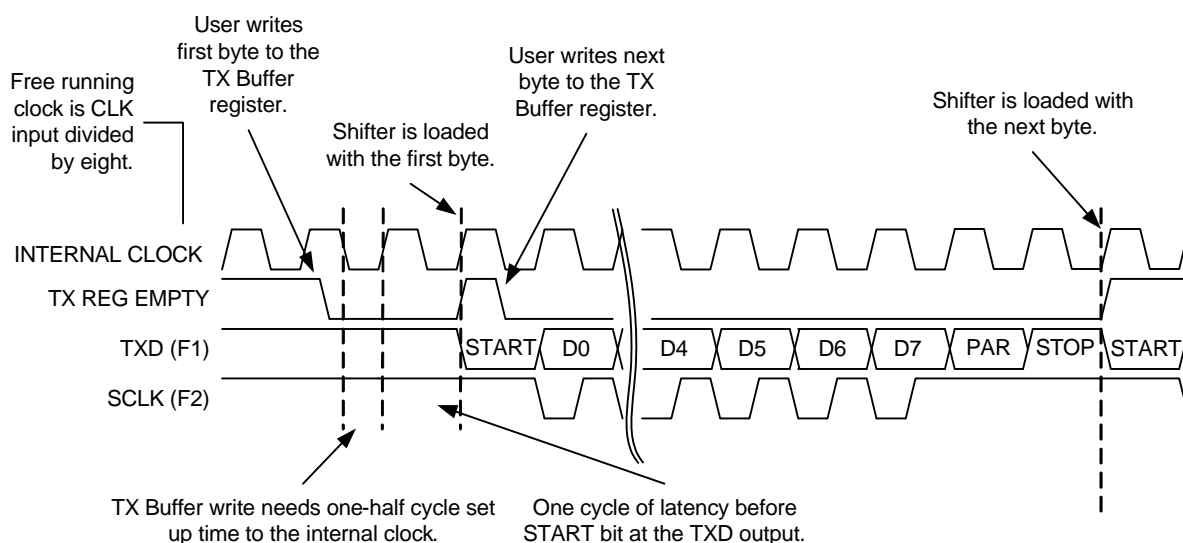 User writes
first byte to the
TX Buffer
register.
User writes next
byte to the TX
Buffer register.
Free running
clock is CLK
input divided
by eight.
Shifter is loaded
with the first byte.
Shifter is loaded with
the next byte.
INTERNAL CLOCK
TX REG EMPTY
TXD (F1)
START D0 D4 D5 D6 D7 PAR STOP START
SCLK (F2)
TX Buffer write needs one-half cycle set
up time to the internal clock.
One cycle of latency before
START bit at the TXD output.